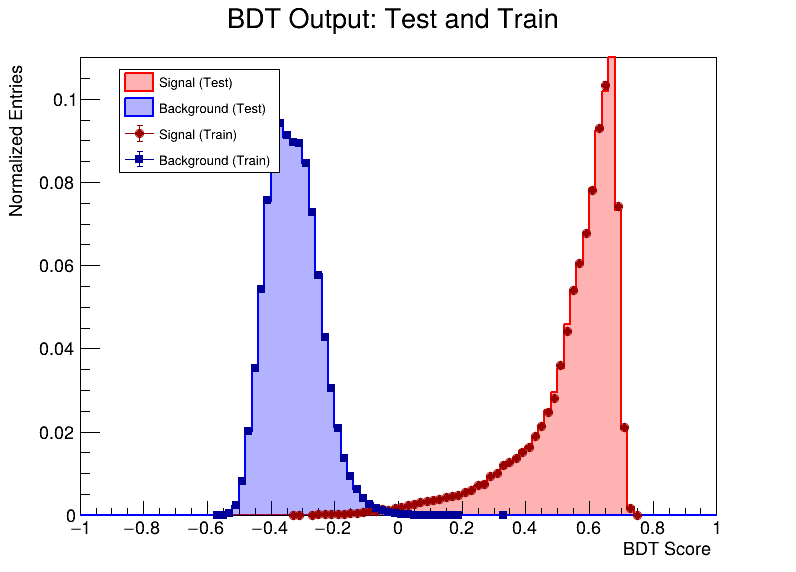 BDT Output: Test and Train
Normalized Entries
Signal (Test)
Background (Test)
Signal (Train)
Background (Train)
0.1
0.08
0.06
0.04
0.02
0
−1 −0.8 −0.6 −0.4 −0.2 0 0.2 0.4 0.6 0.8 1
BDT Score